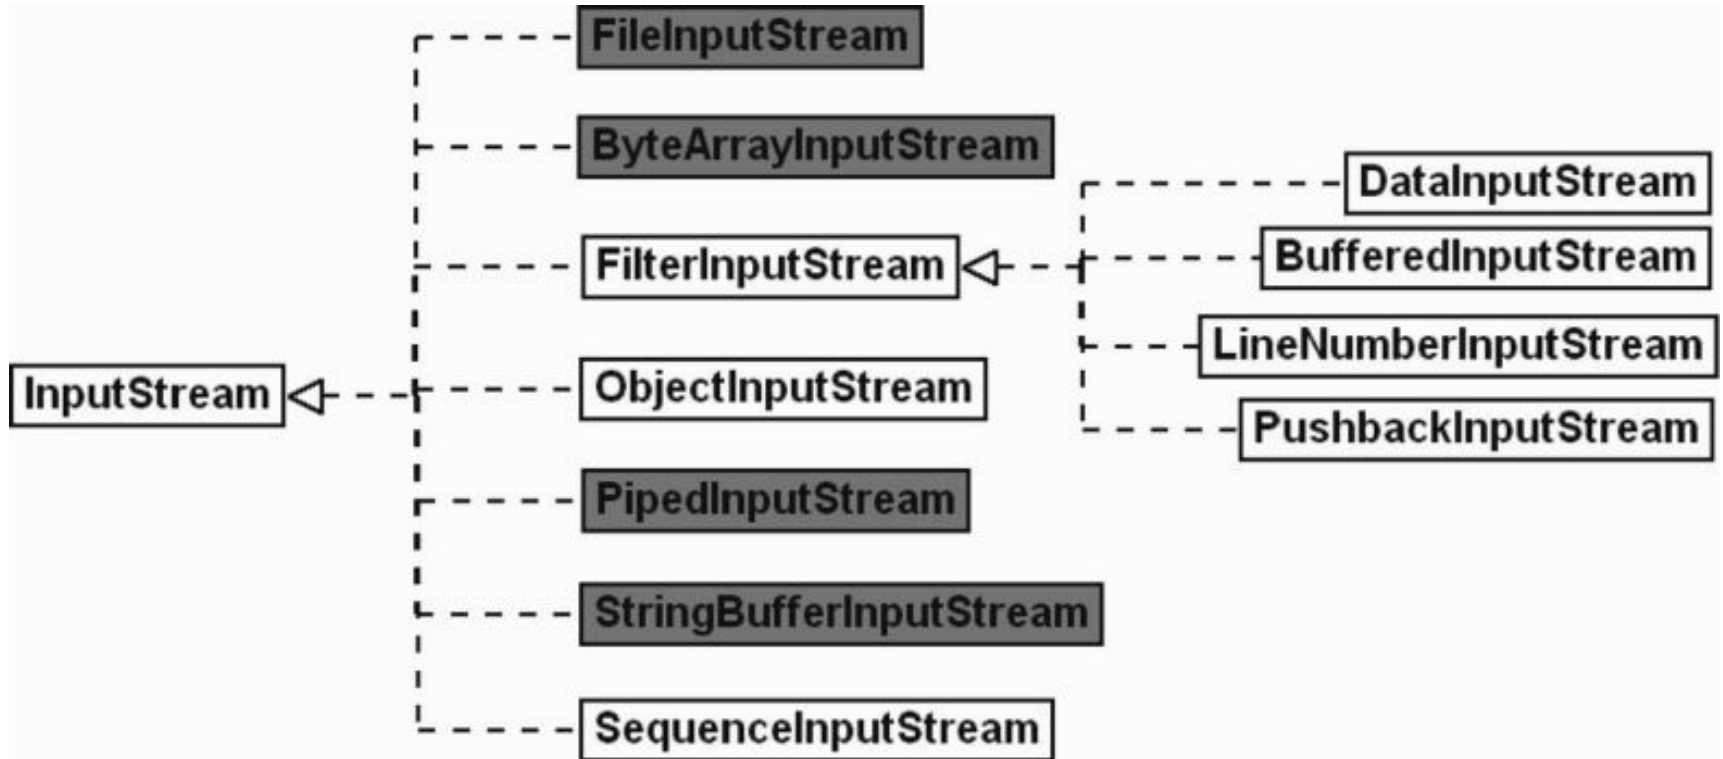 FileInputStream
ByteArrayInputStream
DataInputStream
FilterInputStream
BufferedInputStream
LineNumberInputStream
InputStream
ObjectInputStream
PushbackInputStream
PipedInputStream
StringBufferInputStream
SequenceInputStream